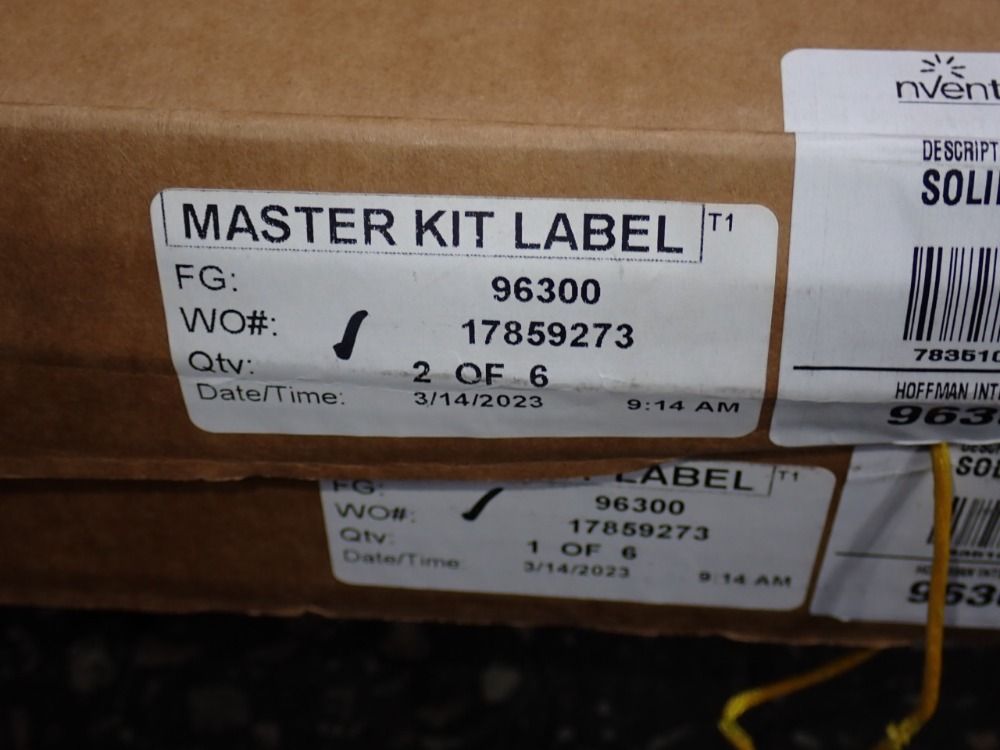 nVent
DESCRIPT
SOLI
MASTER KIT LABEL T1
FG: 96300
WO#: 17859273
Qty: 2 OF 6
Date/Time: 3/14/2023 9:14 AM
783510
HOFFMAN INT
963
LABEL T1
FG: 96300
WO#: 17859273
Qty: 1 OF 6
Date/Time: 3/14/2023 9:14 AM
SOL
963